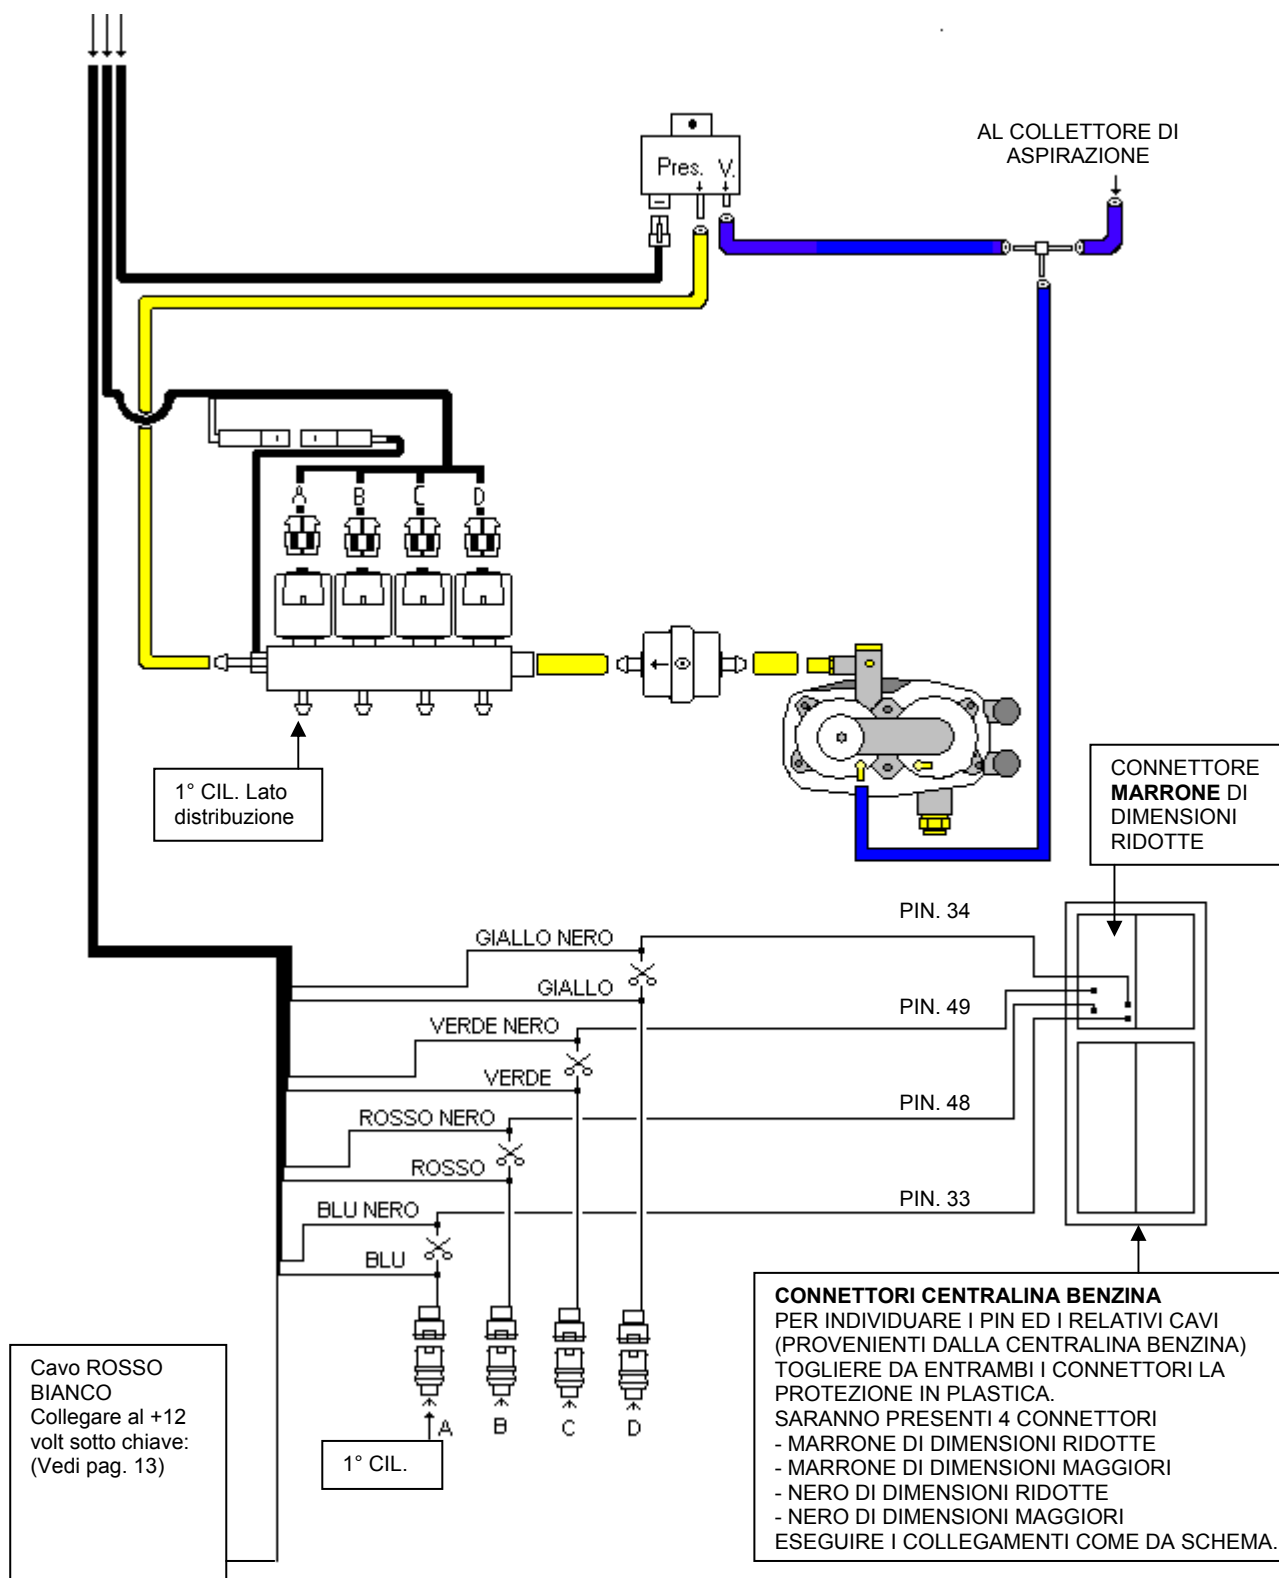 AL COLLETTORE DI
ASPIRAZIONE
Pres. V.
A B C D
1° CIL. Lato
distribuzione
CONNETTORE
MARRONE DI
DIMENSIONI
RIDOTTE
PIN. 34
GIALLO NERO
GIALLO
PIN. 49
VERDE NERO
VERDE
PIN. 48
ROSSO NERO
ROSSO
PIN. 33
BLU NERO
BLU
A B C D
1° CIL.
Cavo ROSSO
BIANCO
Collegare al +12
volt sotto chiave:
(Vedi pag. 13)
CONNETTORI CENTRALINA BENZINA
PER INDIVIDUARE I PIN ED I RELATIVI CAVI
(PROVENIENTI DALLA CENTRALINA BENZINA)
TOGLIERE DA ENTRAMBI I CONNETTORI LA
PROTEZIONE IN PLASTICA.
SARANNO PRESENTI 4 CONNETTORI
- MARRONE DI DIMENSIONI RIDOTTE
- MARRONE DI DIMENSIONI MAGGIORI
- NERO DI DIMENSIONI RIDOTTE
- NERO DI DIMENSIONI MAGGIORI
ESEGUIRE I COLLEGAMENTI COME DA SCHEMA.